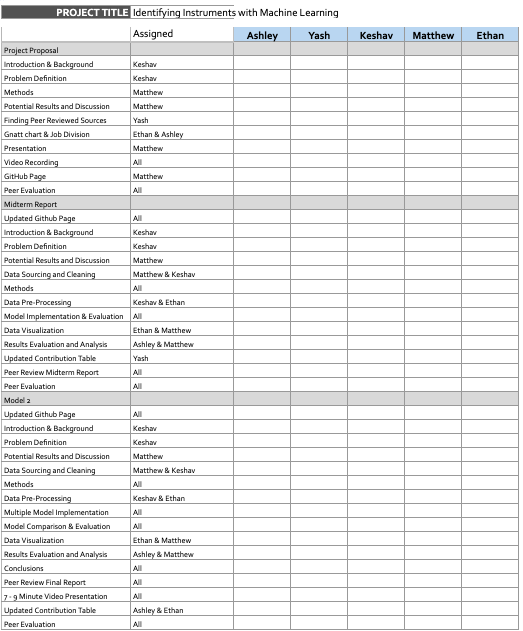 PROJECT TITLE Identifying Instruments with Machine Learning
Assigned Ashley Yash Keshav Matthew Ethan
Project Proposal
Introduction & Background Keshav
Problem Definition Keshav
Methods Matthew
Potential Results and Discussion Matthew
Finding Peer Reviewed Sources Yash
Gnatt chart & Job Division Ethan & Ashley
Presentation Matthew
Video Recording All
GitHub Page Matthew
Peer Evaluation All
Midterm Report
Updated Github Page All
Introduction & Background Keshav
Problem Definition Keshav
Potential Results and Discussion Matthew
Data Sourcing and Cleaning Matthew & Keshav
Methods All
Data Pre-Processing Keshav & Ethan
Model Implementation & Evaluation All
Data Visualization Ethan & Matthew
Results Evaluation and Analysis Ashley & Matthew
Updated Contribution Table Yash
Peer Review Midterm Report All
Peer Evaluation All
Model 2
Updated Github Page All
Introduction & Background Keshav
Problem Definition Keshav
Potential Results and Discussion Matthew
Data Sourcing and Cleaning Matthew & Keshav
Methods All
Data Pre-Processing Keshav & Ethan
Multiple Model Implementation All
Model Comparison & Evaluation All
Data Visualization Ethan & Matthew
Results Evaluation and Analysis Ashley & Matthew
Conclusions All
Peer Review Final Report All
7 - 9 Minute Video Presentation All
Updated Contribution Table Ashley & Ethan
Peer Evaluation All